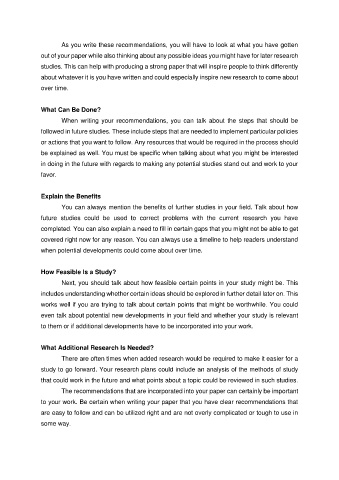 As you write these recommendations, you will have to look at what you have gotten
out of your paper while also thinking about any possible ideas you might have for later research
studies. This can help with producing a strong paper that will inspire people to think differently
about whatever it is you have written and could especially inspire new research to come about
over time.
What Can Be Done?
When writing your recommendations, you can talk about the steps that should be
followed in future studies. These include steps that are needed to implement particular policies
or actions that you want to follow. Any resources that would be required in the process should
be explained as well. You must be specific when talking about what you might be interested
in doing in the future with regards to making any potential studies stand out and work to your
favor.
Explain the Benefits
You can always mention the benefits of further studies in your field. Talk about how
future studies could be used to correct problems with the current research you have
completed. You can also explain a need to fill in certain gaps that you might not be able to get
covered right now for any reason. You can always use a timeline to help readers understand
when potential developments could come about over time.
How Feasible Is a Study?
Next, you should talk about how feasible certain points in your study might be. This
includes understanding whether certain ideas should be explored in further detail later on. This
works well if you are trying to talk about certain points that might be worthwhile. You could
even talk about potential new developments in your field and whether your study is relevant
to them or if additional developments have to be incorporated into your work.
What Additional Research Is Needed?
There are often times when added research would be required to make it easier for a
study to go forward. Your research plans could include an analysis of the methods of study
that could work in the future and what points about a topic could be reviewed in such studies.
The recommendations that are incorporated into your paper can certainly be important
to your work. Be certain when writing your paper that you have clear recommendations that
are easy to follow and can be utilized right and are not overly complicated or tough to use in
some way.